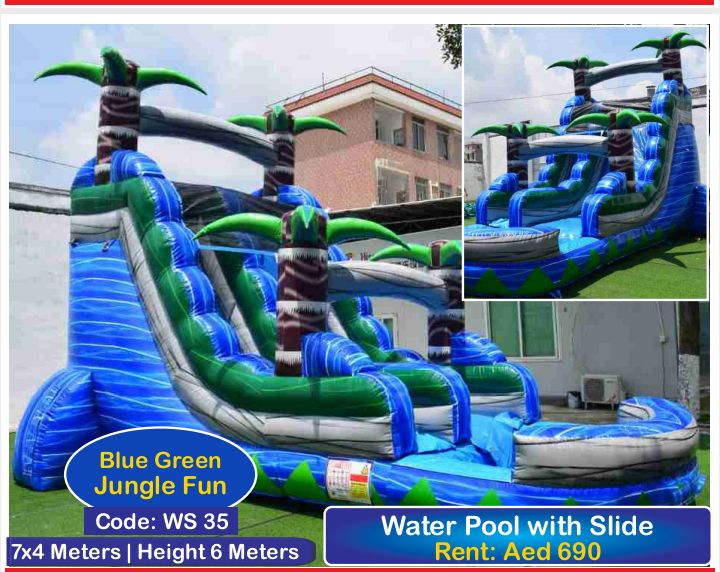 Blue Green
Jungle Fun
Code: WS 35
7x4 Meters | Height 6 Meters
Water Pool with Slide
Rent: Aed 690